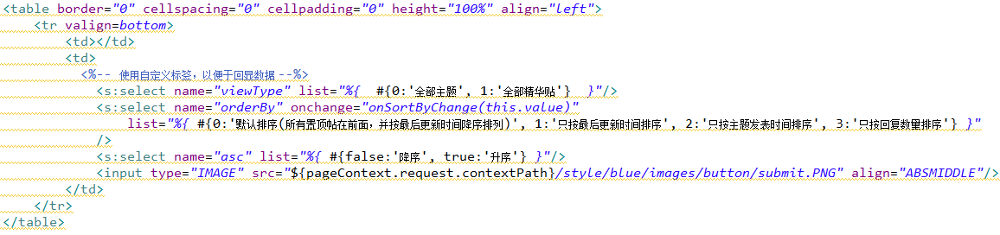 <table border="0" cellspacing="0" cellpadding="0" height="100%" align="left">
<tr valign=bottom>
<td></td>
<td>
<%-- 使用自定义标签，以便于回显数据 --%>
<s:select name="viewType" list="%{  #{0:'全部主题', 1:'全部精华贴'}  }"/>
<s:select name="orderBy" onchange="onSortByChange(this.value)"
list="%{ #{0:'默认排序(所有置顶帖在前面，并按最后更新时间降序排列)', 1:'只按最后更新时间排序', 2:'只按主题发表时间排序', 3:'只按回复数量排序'} }"
/>
<s:select name="asc" list="%{ #{false:'降序', true:'升序'} }"/>
<input type="IMAGE" src="${pageContext.request.contextPath}/style/blue/images/button/submit.PNG" align="ABSMIDDLE"/>
</td>
</tr>
</table>